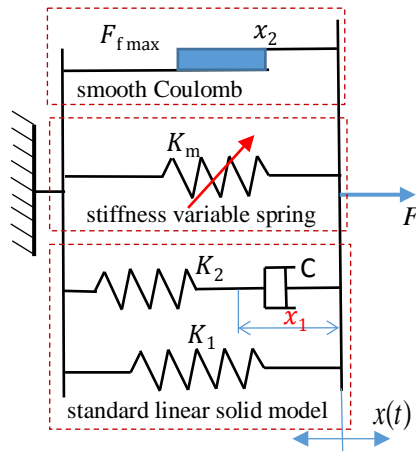 F_f max x_2
smooth Coulomb
K_m
stiffness variable spring
F
K_2 C
x_1
K_1
standard linear solid model
x(t)